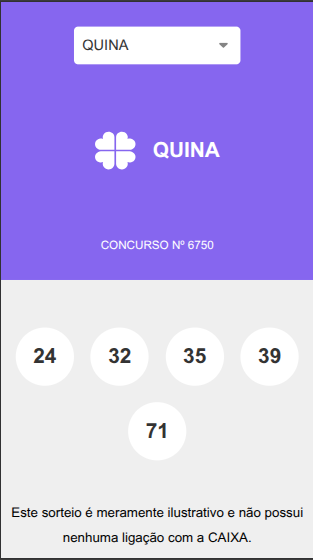 QUINA
QUINA
CONCURSO Nº 6750
24 32 35 39
71
Este sorteio é meramente ilustrativo e não possui
nenhuma ligação com a CAIXA.